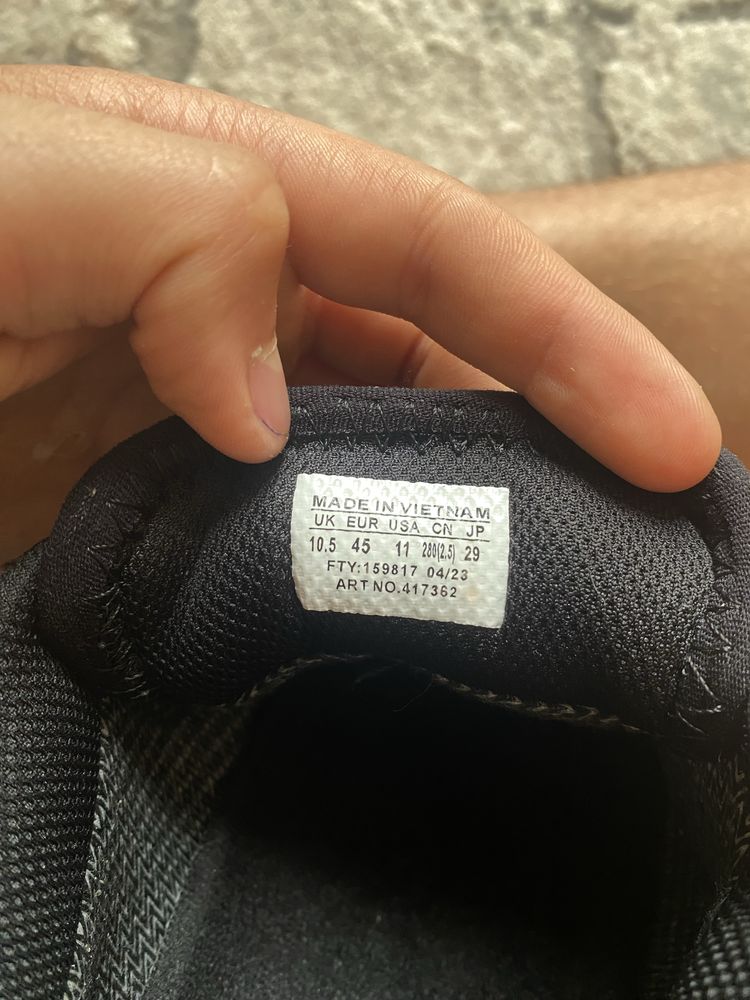 MADE IN VIETNAM
UK EUR USA CN JP
10.5 45 11 280(2.5) 29
FTY:159817 04/23
ART NO.417362